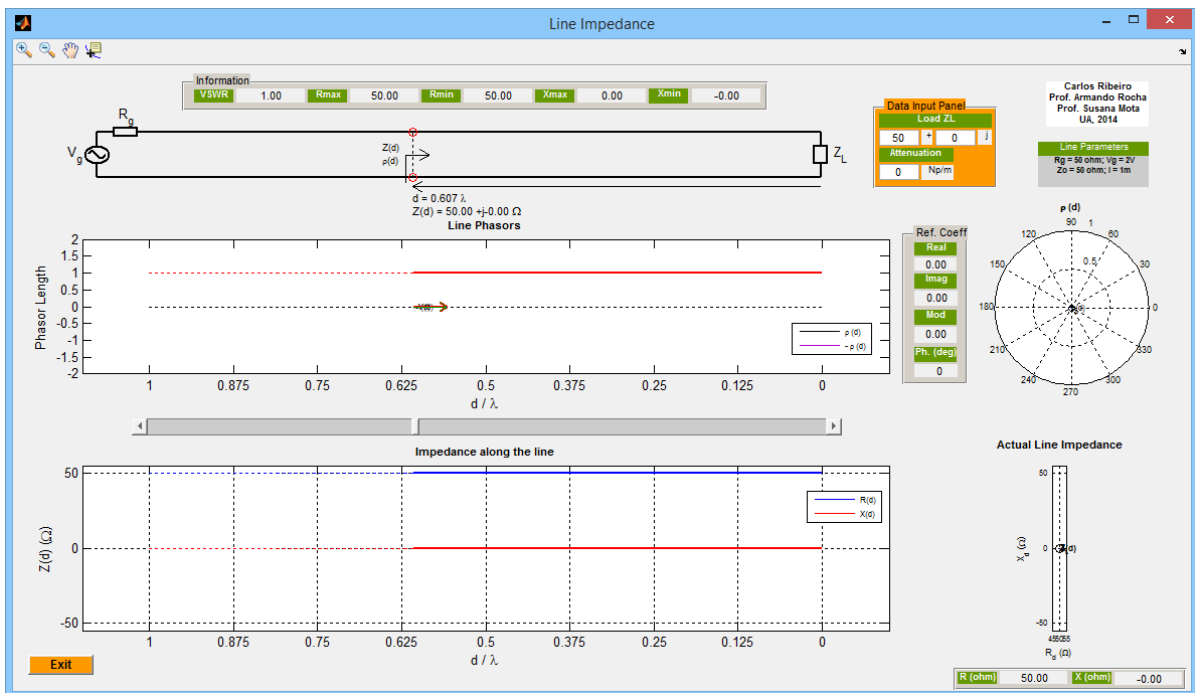 Line Impedance
Information
VSWR 1.00 Rmax 50.00 Rmin 50.00 Xmax 0.00 Xmin -0.00
Carlos Ribeiro
Prof. Armando Rocha
Prof. Susana Mota
UA, 2014
Data Input Panel
Load ZL
50 + 0 j
Attenuation
0 Np/m
Line Parameters
Rg = 50 ohm; Vg = 2V
Zo = 50 ohm; l = 1m
Rg
Vg
Z(d)
ρ(d)
ZL
d = 0.607 λ
Z(d) = 50.00 +j-0.00 Ω
Line Phasors
Phasor Length
2
1.5
1
0.5
0
-0.5
-1
-1.5
-2
ρ (d)
- ρ (d)
1 0.875 0.75 0.625 0.5 0.375 0.25 0.125 0
d / λ
Ref. Coeff
Real
0.00
Imag
0.00
Mod
0.00
Ph. (deg)
0
ρ (d)
90 1
120 60
0.5
150 30
180 0
210 330
240 300
270
Impedance along the line
Z(d) (Ω)
50
0
-50
R(d)
X(d)
1 0.875 0.75 0.625 0.5 0.375 0.25 0.125 0
d / λ
Actual Line Impedance
Xd (Ω)
50
0
-50
455055
Rd (Ω)
Exit
R (ohm) 50.00 X (ohm) -0.00